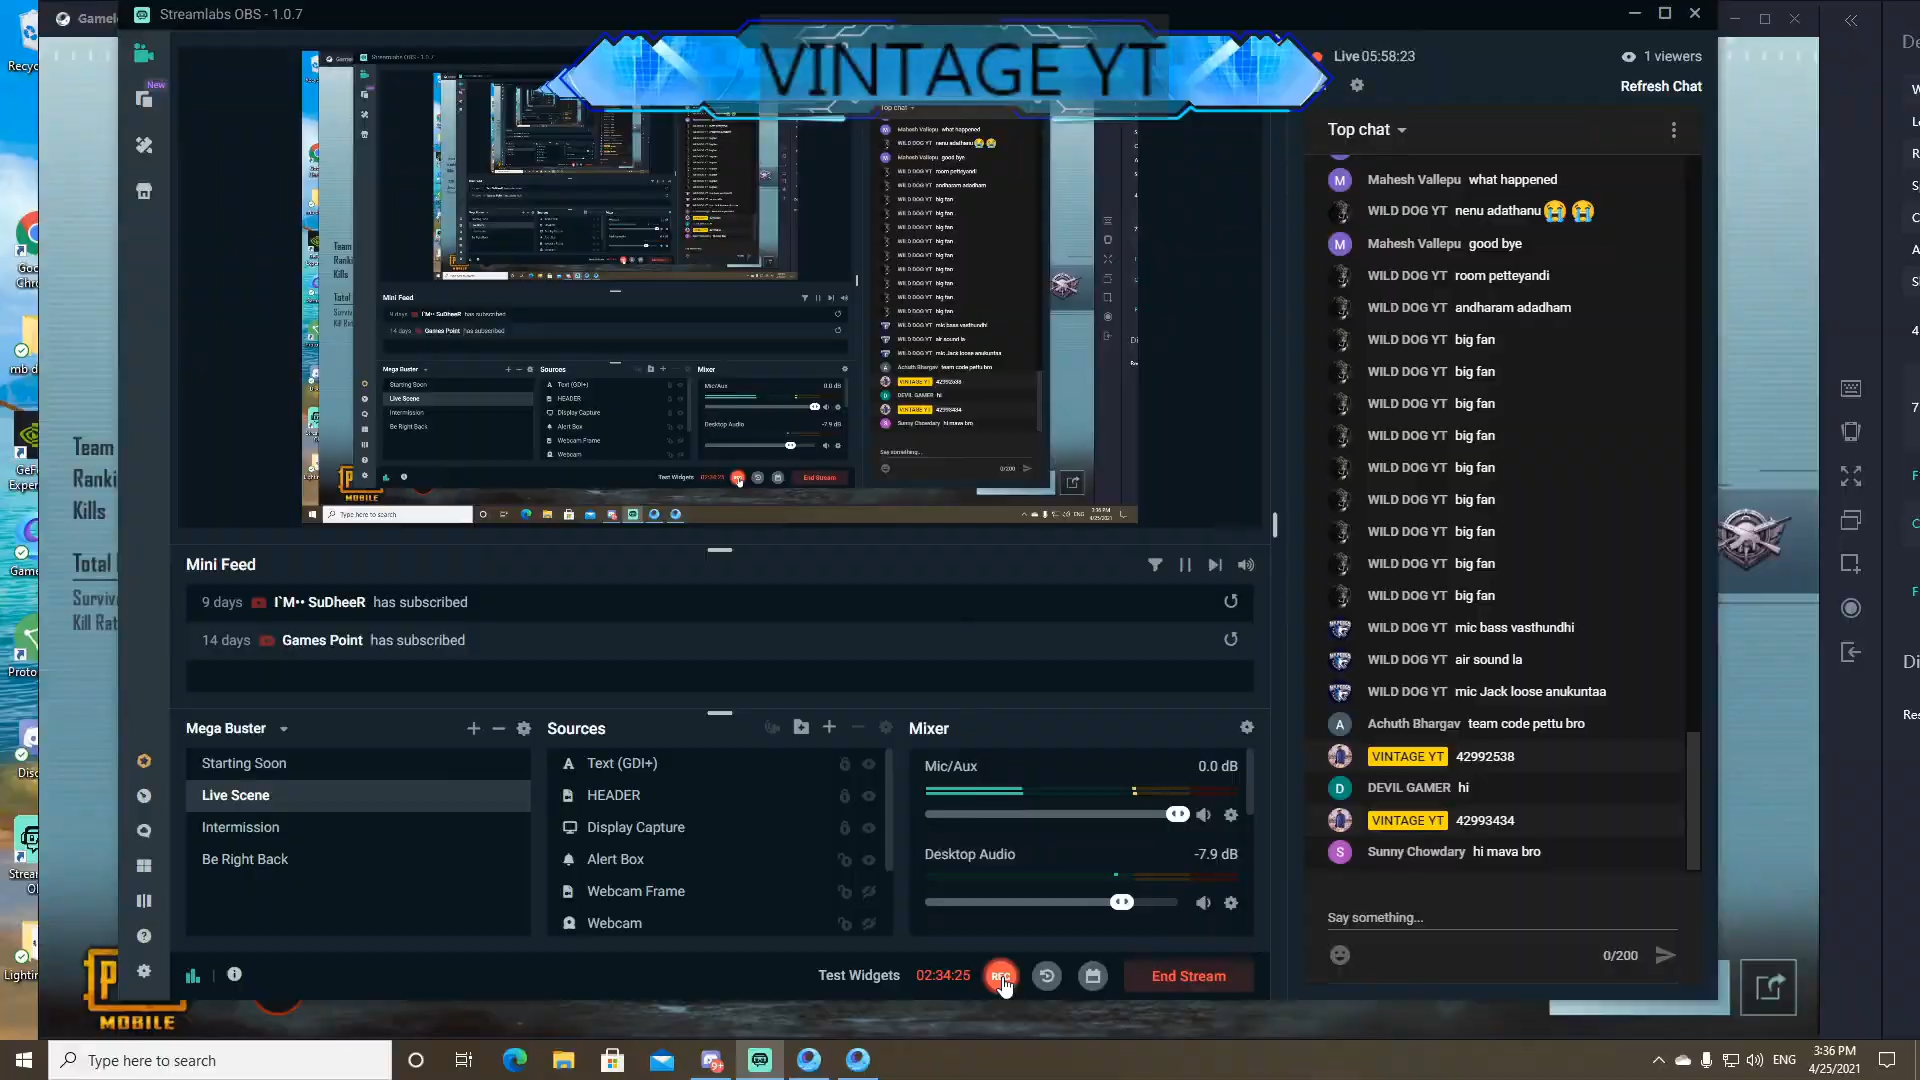 Streamlabs OBS - 1.0.7
VINTAGE YT
Live 05:58:23
1 viewers
Refresh Chat
Top chat
Mahesh Vallepu what happened
WILD DOG YT nenu adathanu😭😭
Mahesh Vallepu good bye
WILD DOG YT room petteyandi
WILD DOG YT andharam adadham
WILD DOG YT big fan
WILD DOG YT big fan
WILD DOG YT big fan
WILD DOG YT big fan
WILD DOG YT big fan
WILD DOG YT big fan
WILD DOG YT big fan
WILD DOG YT big fan
WILD DOG YT big fan
WILD DOG YT mic bass vasthundhi
WILD DOG YT air sound la
WILD DOG YT mic Jack loose anukuntaa
Achuth Bhargav team code pettu bro
VINTAGE YT 42992538
DEVIL GAMER hi
VINTAGE YT 42993434
Sunny Chowdary hi mava bro
Say something...
0/200
New
Mini Feed
9 days I`M•• SuDheeR has subscribed
14 days Games Point has subscribed
Mega Buster
Starting Soon
Live Scene
Intermission
Be Right Back
Sources
Text (GDI+)
HEADER
Display Capture
Alert Box
Webcam Frame
Webcam
Mixer
Mic/Aux 0.0 dB
Desktop Audio -7.9 dB
Test Widgets 02:34:25 REC End Stream
Team
Kills
MOBILE
Type here to search
ENG
3:36 PM
4/25/2021